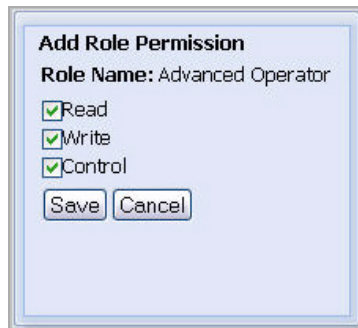 Add Role Permission
Role Name: Advanced Operator
Read
Write
Control
Save Cancel